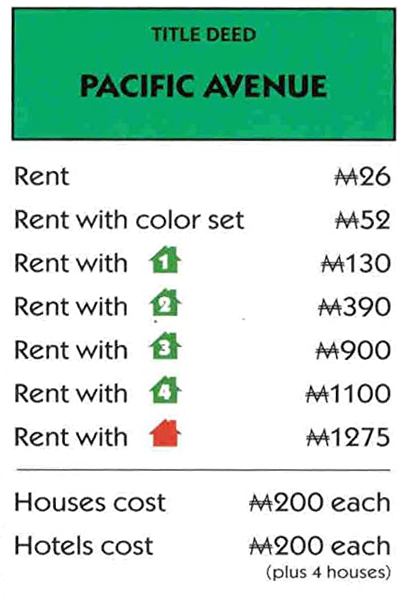 TITLE DEED
PACIFIC AVENUE
Rent ₩26
Rent with color set ₩52
Rent with 1 ₩130
Rent with 2 ₩390
Rent with 3 ₩900
Rent with 4 ₩1100
Rent with ₩1275
Houses cost ₩200 each
Hotels cost ₩200 each
(plus 4 houses)